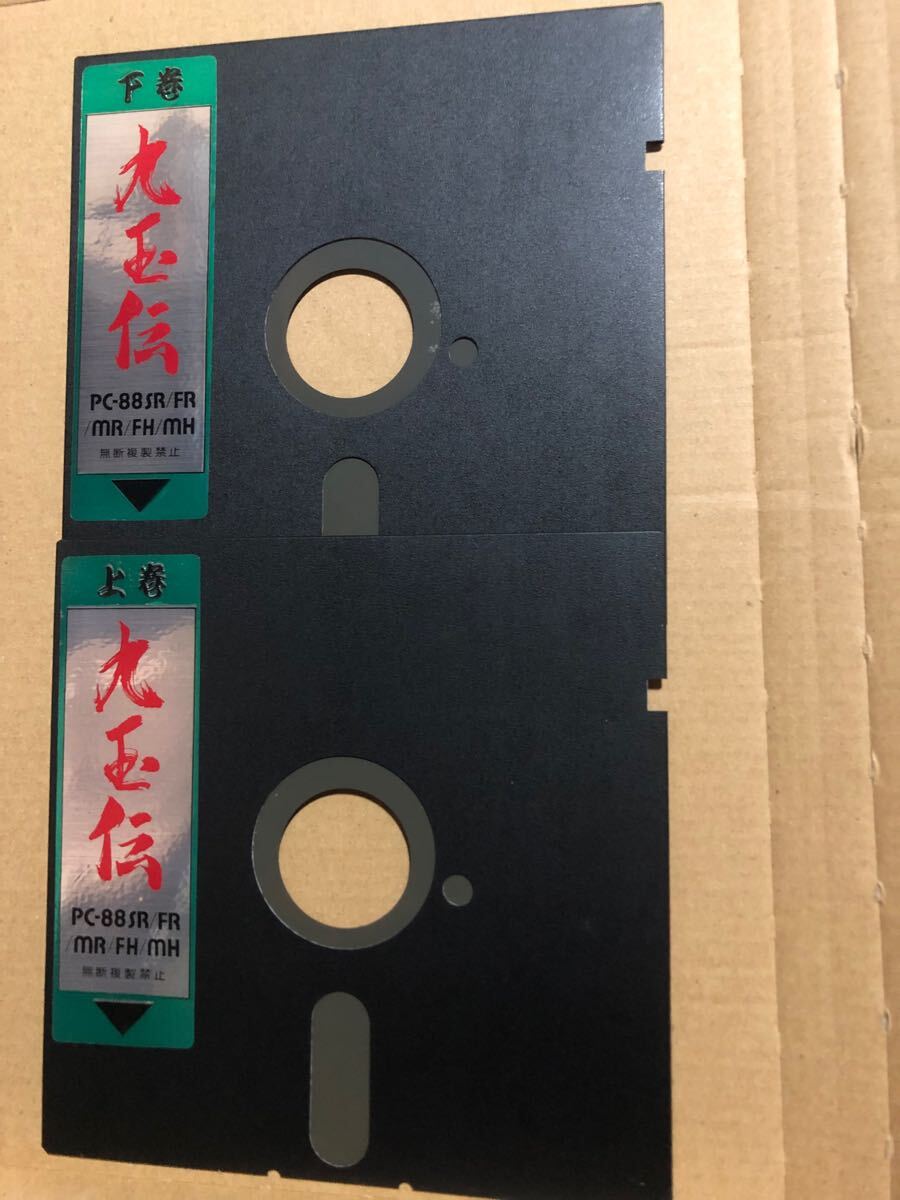 下巻
九玉伝
PC-88SR/FR
/MR/FH/MH
無断複製禁止
上巻
九玉伝
PC-88SR/FR
/MR/FH/MH
無断複製禁止